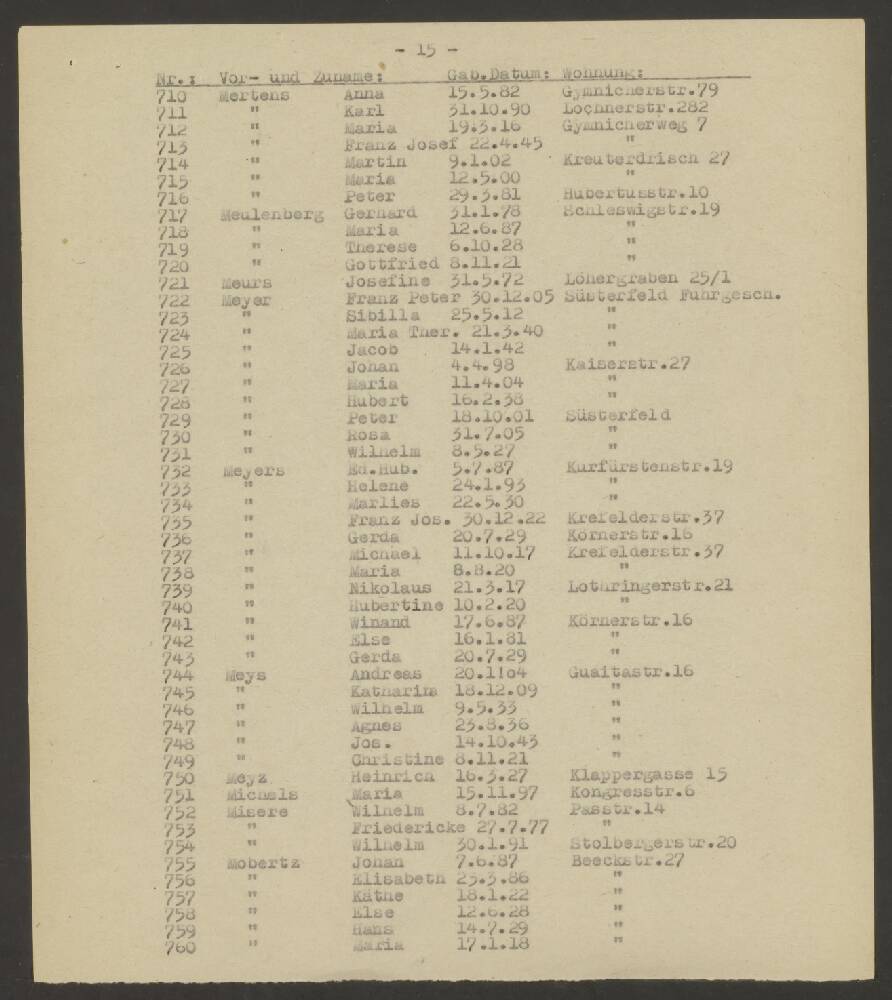 - 15 -
Nr.: Vor- und Zuname: Gab.Datum: Wohnung:
710 Mertens Anna 15.5.82 Gymnicherstr.79
711 " Karl 31.10.90 Lochnerstr.282
712 " Maria 19.3.16 Gymnicherweg 7
713 " Franz Josef 22.4.45 "
714 " Martin 9.1.02 Kreuterdrisch 27
715 " Maria 12.5.00 "
716 " Peter 29.3.81 Hubertusstr.10
717 Meulenberg Gerhard 31.1.78 Schleswigstr.19
718 " Maria 12.6.87 "
719 " Therese 6.10.28 "
720 " Gottfried 8.11.21 "
721 Meurs Josefine 31.5.72 Löhergraben 25/1
722 Meyer Franz Peter 30.12.05 Süsterfeld Fuhrgesch.
723 " Sibilla 25.5.12 "
724 " Maria Ther. 21.3.40 "
725 " Jacob 14.1.42 "
726 " Johan 4.4.98 Kaiserstr.27
727 " Maria 11.4.04 "
728 " Hubert 16.2.38 "
729 " Peter 18.10.01 Süsterfeld
730 " Rosa 31.7.05 "
731 " Wilhelm 8.5.27 "
732 Meyers Ed.Hub. 5.7.87 Kurfürstenstr.19
733 " Helene 24.1.93 "
734 " Marlies 22.5.30 "
735 " Franz Jos. 30.12.22 Krefelderstr.37
736 " Gerda 20.7.29 Körnerstr.16
737 " Michael 11.10.17 Krefelderstr.37
738 " Maria 8.8.20 "
739 " Nikolaus 21.3.17 Lothringerstr.21
740 " Hubertine 10.2.20 "
741 " Winand 17.6.87 Körnerstr.16
742 " Else 16.1.81 "
743 " Gerda 20.7.29 "
744 Meys Andreas 20.1!04 Guaitastr.16
745 " Katharina 18.12.09 "
746 " Wilhelm 9.5.33 "
747 " Agnes 23.8.36 "
748 " Jos. 14.10.43 "
749 " Christine 8.11.21 "
750 Meyz Heinrich 16.3.27 Klappergasse 15
751 Michels Maria 15.11.97 Kongresstr.6
752 Misere Wilhelm 8.7.82 Passtr.14
753 " Friedericke 27.7.77 "
754 " Wilhelm 30.1.91 Stolbergerstr.20
755 Mobertz Johan 7.6.87 Beeckstr.27
756 " Elisabeth 25.3.86 "
757 " Käthe 18.1.22 "
758 " Else 12.6.28 "
759 " Hans 14.7.29 "
760 " Maria 17.1.18 "